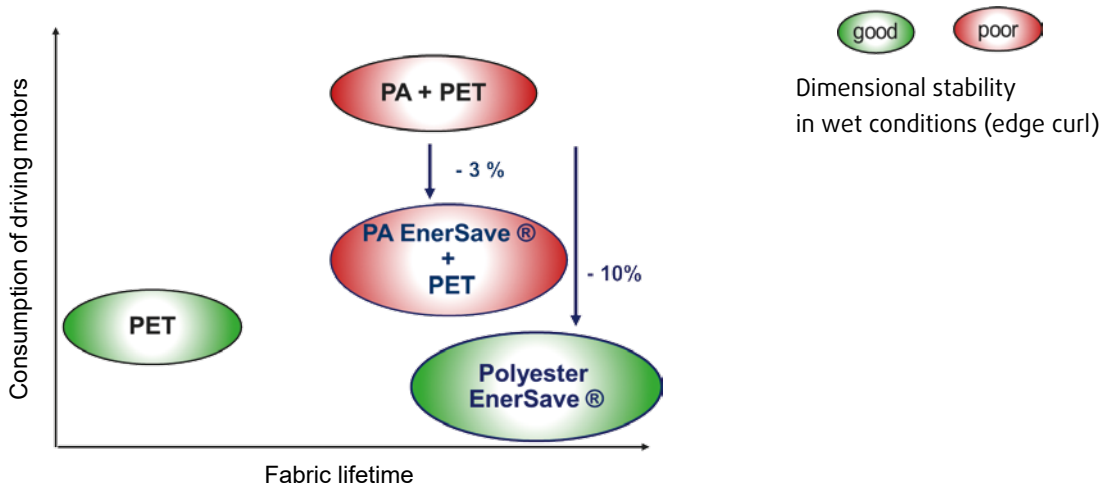 good
poor
Dimensional stability
in wet conditions (edge curl)
Consumption of driving motors
PA + PET
- 3 %
PA EnerSave ®
+
PET
- 10%
PET
Polyester
EnerSave ®
Fabric lifetime